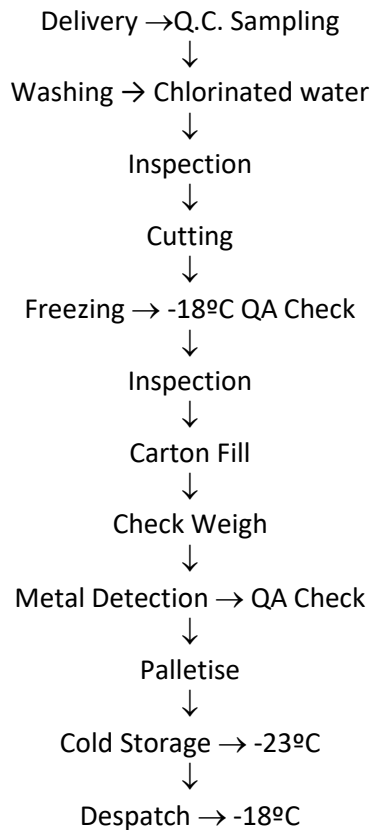 Delivery →Q.C. Sampling
↓
Washing → Chlorinated water
↓
Inspection
↓
Cutting
↓
Freezing → -18ºC QA Check
↓
Inspection
↓
Carton Fill
↓
Check Weigh
↓
Metal Detection → QA Check
↓
Palletise
↓
Cold Storage → -23ºC
↓
Despatch → -18ºC